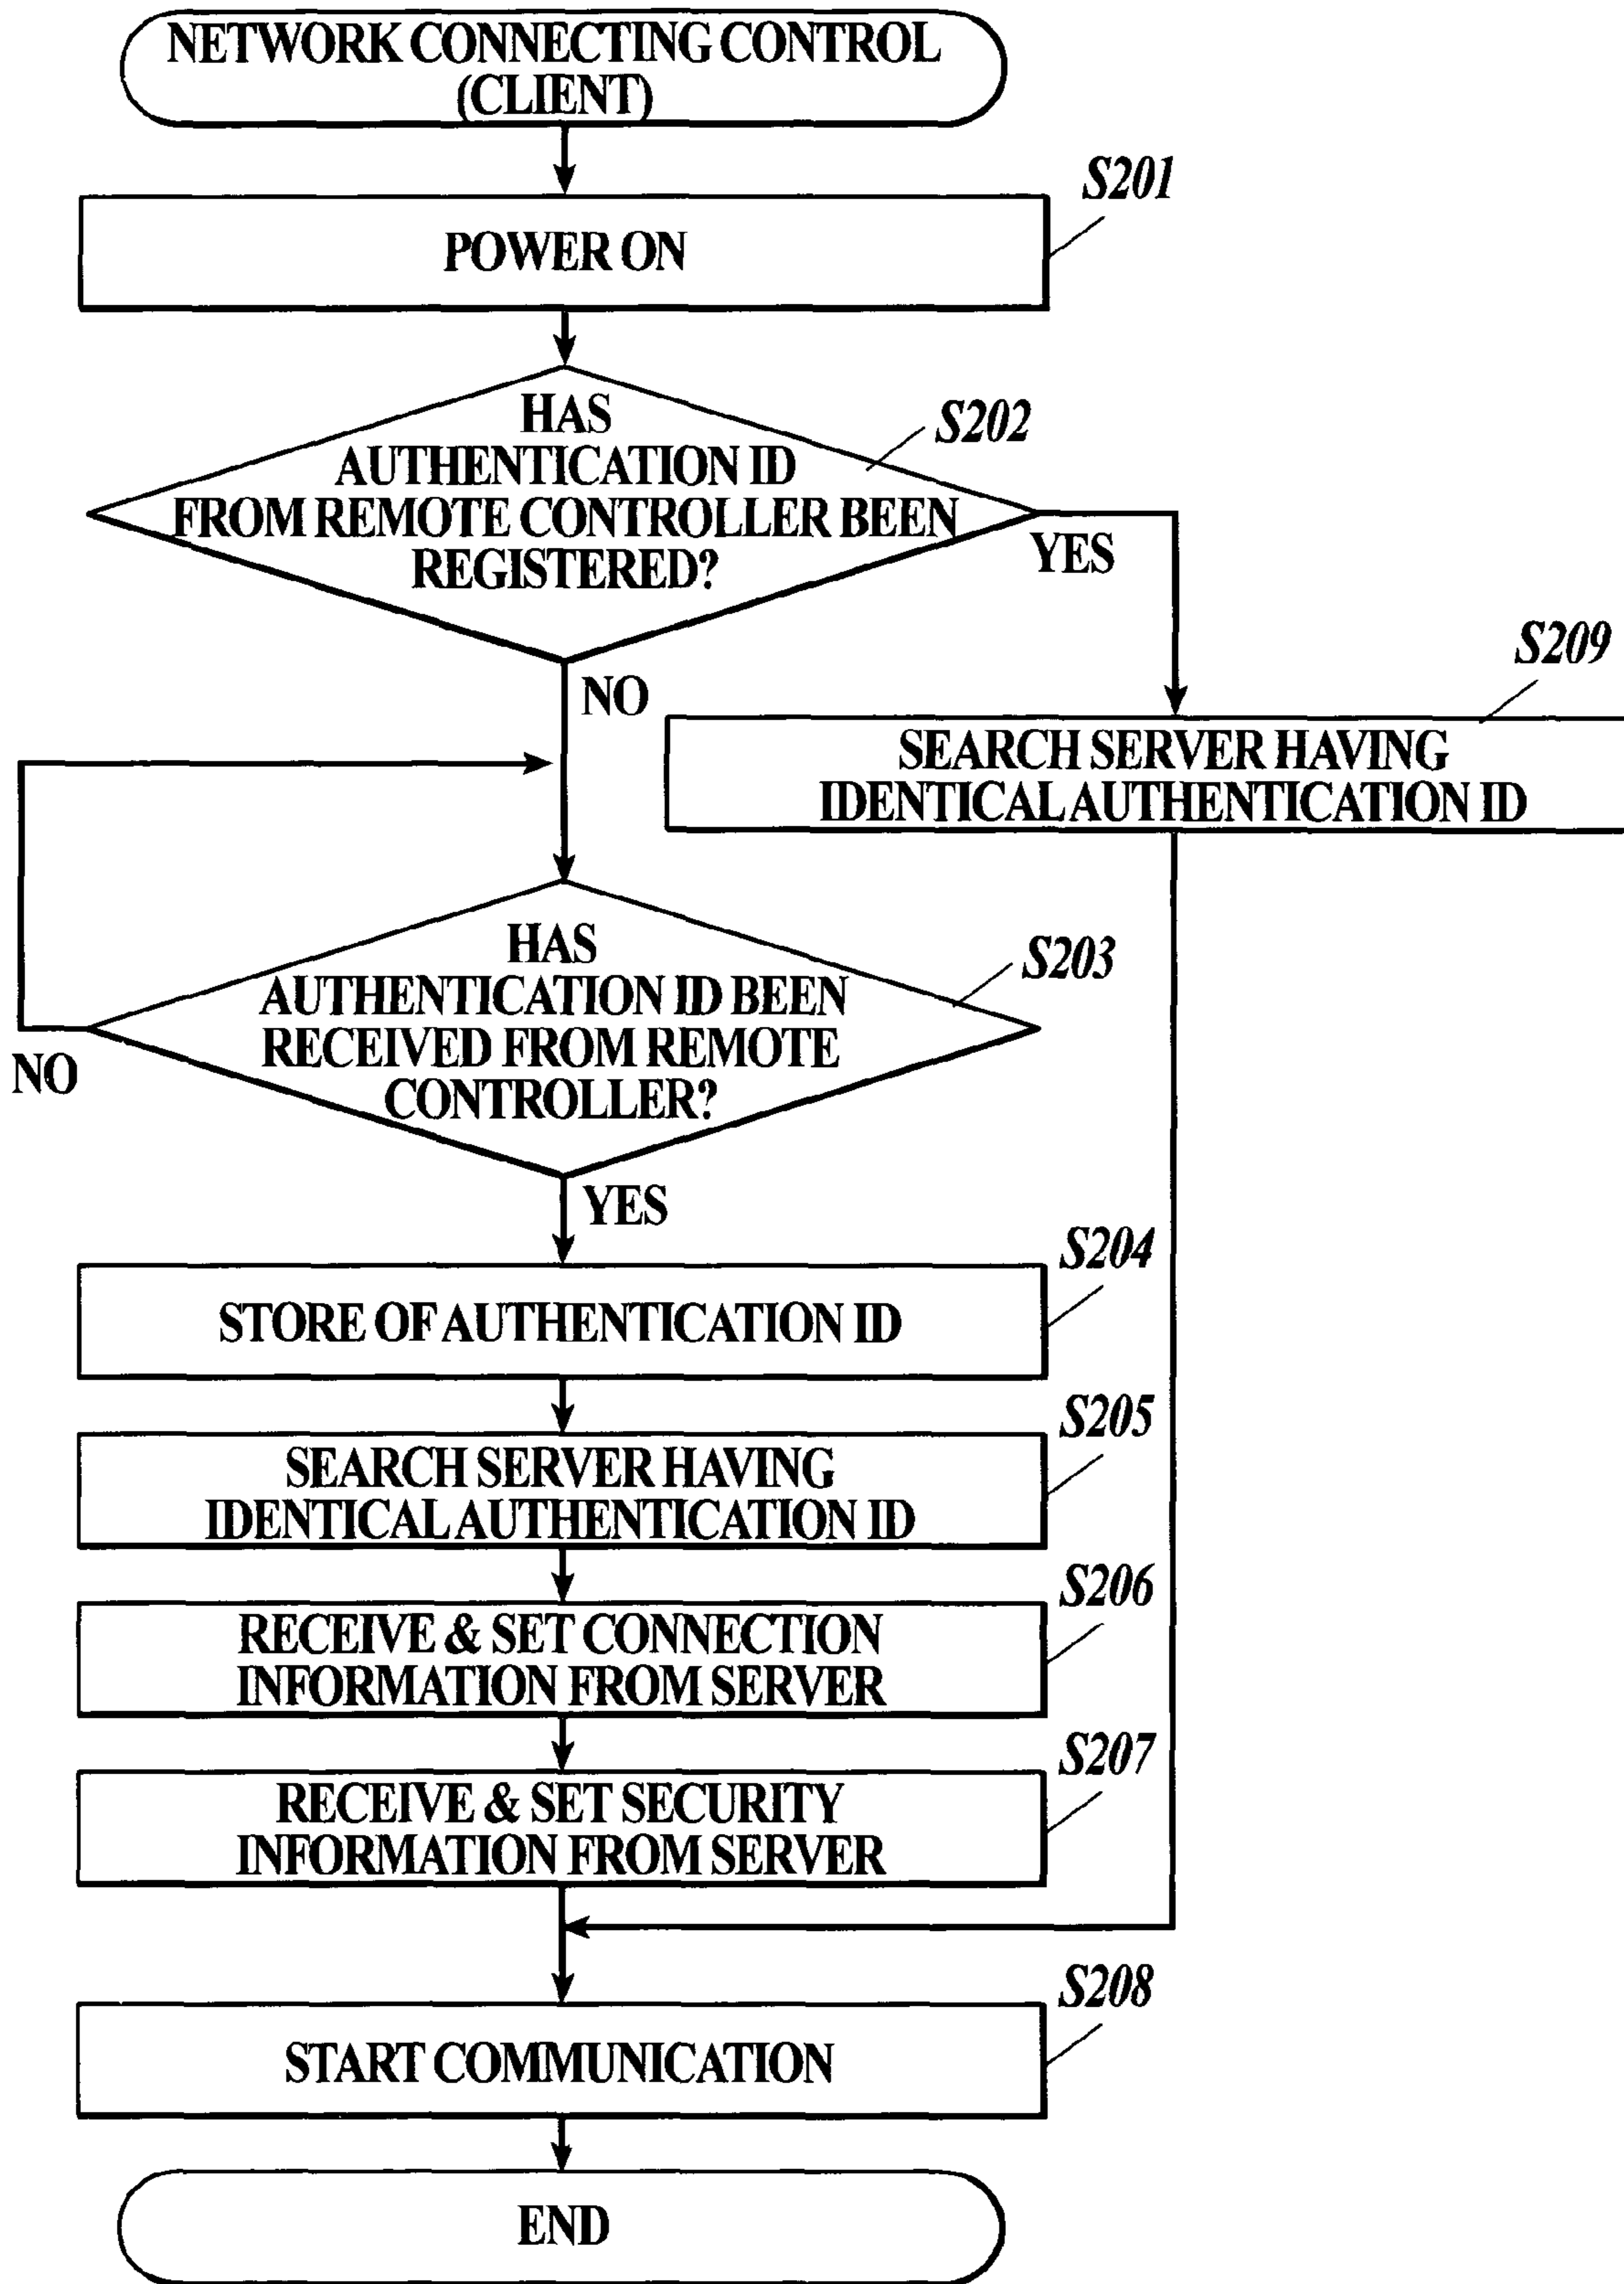 NETWORK CONNECTING CONTROL
(CLIENT)
S201
POWER ON
HAS
AUTHENTICATION ID
FROM REMOTE CONTROLLER BEEN
REGISTERED?
S202
YES
NO
S209
SEARCH SERVER HAVING
IDENTICAL AUTHENTICATION ID
HAS
AUTHENTICATION ID BEEN
RECEIVED FROM REMOTE
CONTROLLER?
S203
NO
YES
S204
STORE OF AUTHENTICATION ID
S205
SEARCH SERVER HAVING
IDENTICAL AUTHENTICATION ID
S206
RECEIVE & SET CONNECTION
INFORMATION FROM SERVER
S207
RECEIVE & SET SECURITY
INFORMATION FROM SERVER
S208
START COMMUNICATION
END